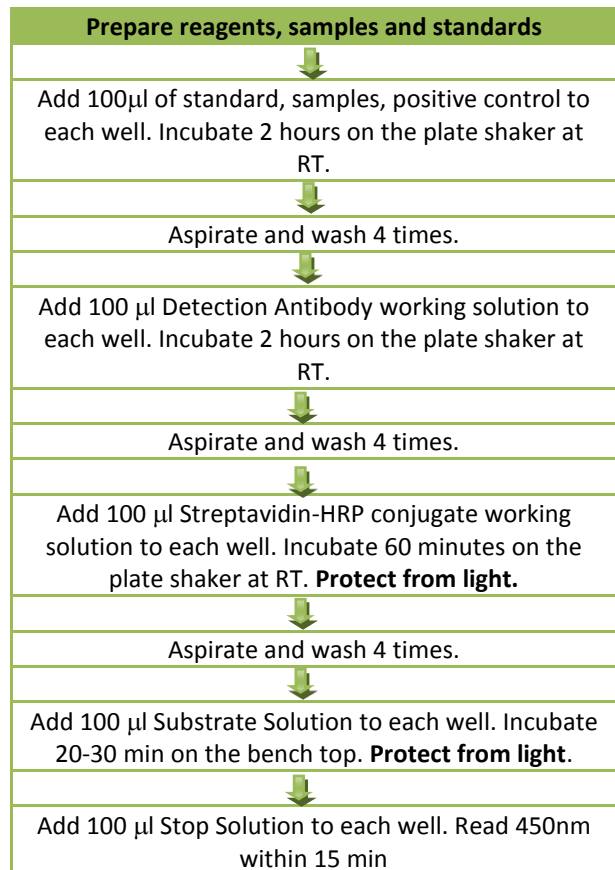 Prepare reagents, samples and standards
Add 100μl of standard, samples, positive control to
each well. Incubate 2 hours on the plate shaker at
RT.
Aspirate and wash 4 times.
Add 100 μl Detection Antibody working solution to
each well. Incubate 2 hours on the plate shaker at
RT.
Aspirate and wash 4 times.
Add 100 μl Streptavidin-HRP conjugate working
solution to each well. Incubate 60 minutes on the
plate shaker at RT. Protect from light.
Aspirate and wash 4 times.
Add 100 μl Substrate Solution to each well. Incubate
20-30 min on the bench top. Protect from light.
Add 100 μl Stop Solution to each well. Read 450nm
within 15 min